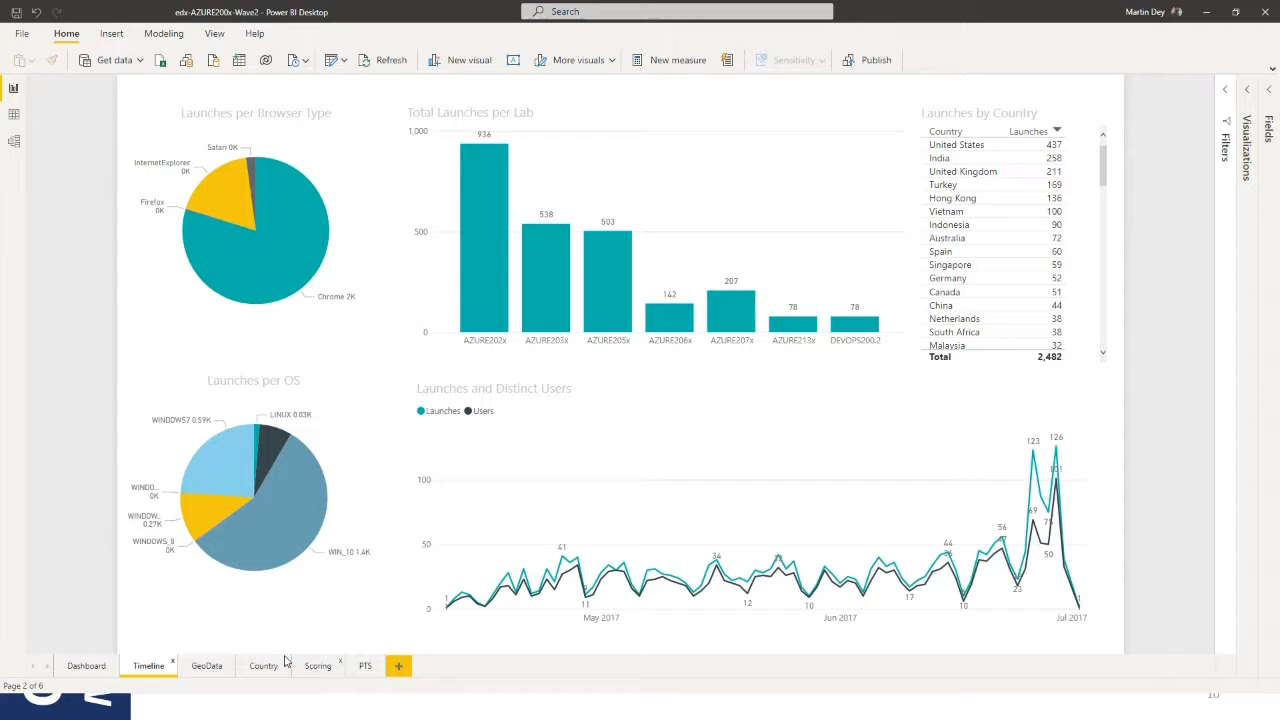 edx-AZURE200x-Wave2 - Power BI Desktop
Search
Martin Dey
File Home Insert Modeling View Help
Get data Refresh New visual More visuals New measure Sensitivity Publish
Launches per Browser Type
Safari 0K
InternetExplorer
0K
Firefox
0K
Chrome 2K
Total Launches per Lab
1,000
500
0
936
538
503
142
207
78
78
AZURE202x AZURE203x AZURE205x AZURE206x AZURE207x AZURE213x DEVOPS200.2
Launches by Country
Country Launches
United States 437
India 258
United Kingdom 211
Turkey 169
Hong Kong 136
Vietnam 100
Indonesia 90
Australia 72
Spain 60
Singapore 59
Germany 52
Canada 51
China 44
Netherlands 38
South Africa 38
Malaysia 32
Total 2,482
Filters
Visualizations
Fields
Launches per OS
LINUX 0.03K
WINDOWS7 0.59K
WINDO...
0K
WINDOW...
0.27K
WINDOWS_8
0K
WIN_10 1.4K
Launches and Distinct Users
Launches Users
100
50
0
1
41
11
34
12
10
17
44
10
56
23
123
69
75
50
126
101
1
May 2017 Jun 2017 Jul 2017
Dashboard Timeline x GeoData Country Scoring x PTS +
Page 2 of 6
10